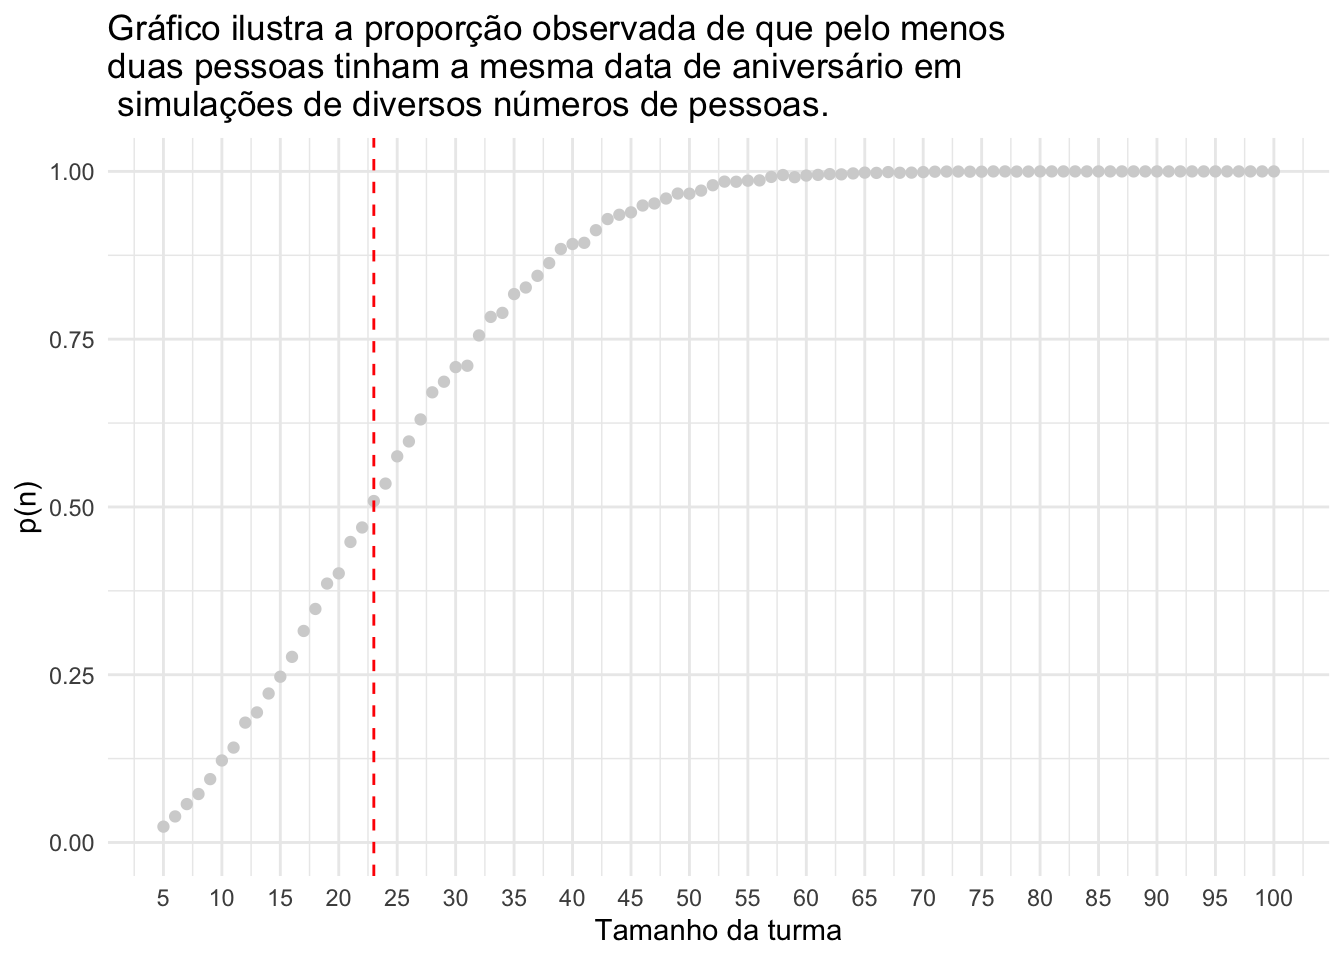 Gráfico ilustra a proporção observada de que pelo menos
duas pessoas tinham a mesma data de aniversário em
simulações de diversos números de pessoas.
1.00
0.75
0.50
0.25
0.00
p(n)
5 10 15 20 25 30 35 40 45 50 55 60 65 70 75 80 85 90 95 100
Tamanho da turma